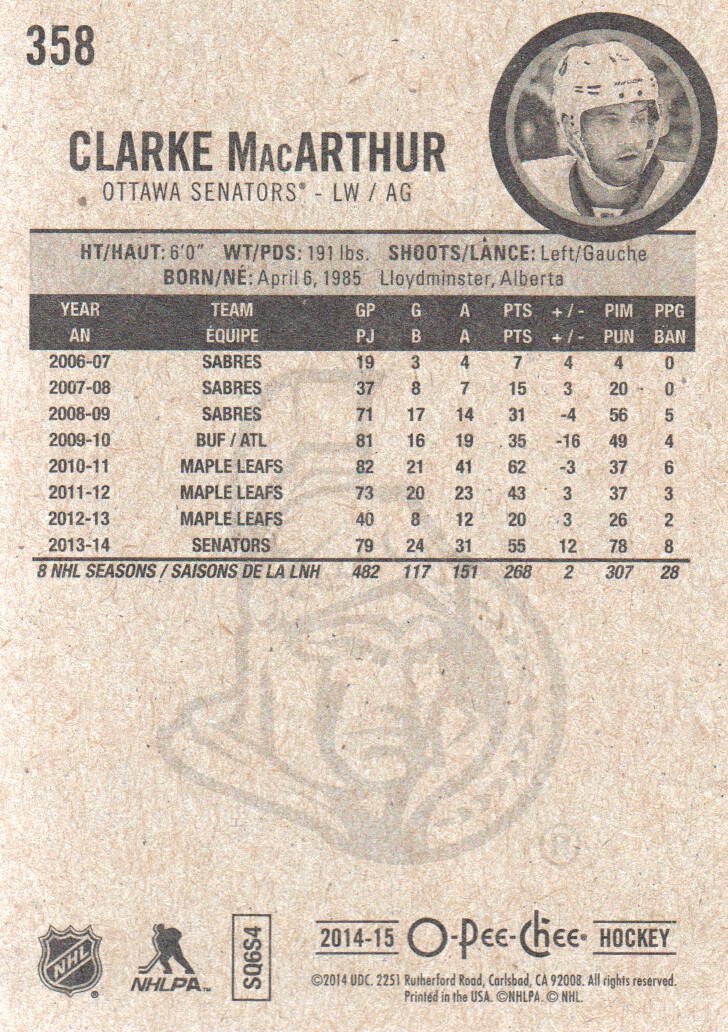 358
CLARKE MacARTHUR
OTTAWA SENATORS® - LW / AG
HT/HAUT: 6'0" WT/PDS: 191 lbs. SHOOTS/LANCE: Left/Gauche
BORN/NÉ: April 6, 1985 Lloydminster, Alberta
YEAR TEAM GP G A PTS +/- PIM PPG
AN ÉQUIPE PJ B A PTS +/- PUN BAN
2006-07 SABRES 19 3 4 7 4 4 0
2007-08 SABRES 37 8 7 15 3 20 0
2008-09 SABRES 71 17 14 31 -4 56 5
2009-10 BUF / ATL 81 16 19 35 -16 49 4
2010-11 MAPLE LEAFS 82 21 41 62 -3 37 6
2011-12 MAPLE LEAFS 73 20 23 43 3 37 3
2012-13 MAPLE LEAFS 40 8 12 20 3 26 2
2013-14 SENATORS 79 24 31 55 12 78 8
8 NHL SEASONS / SAISONS DE LA LNH 482 117 151 268 2 307 28
®
NHL ®
NHLPA™
SQ6S4
2014-15 O-Pee-Chee® HOCKEY
©2014 UDC. 2251 Rutherford Road, Carlsbad, CA 92008. All rights reserved.
Printed in the USA. ©NHLPA. © NHL.